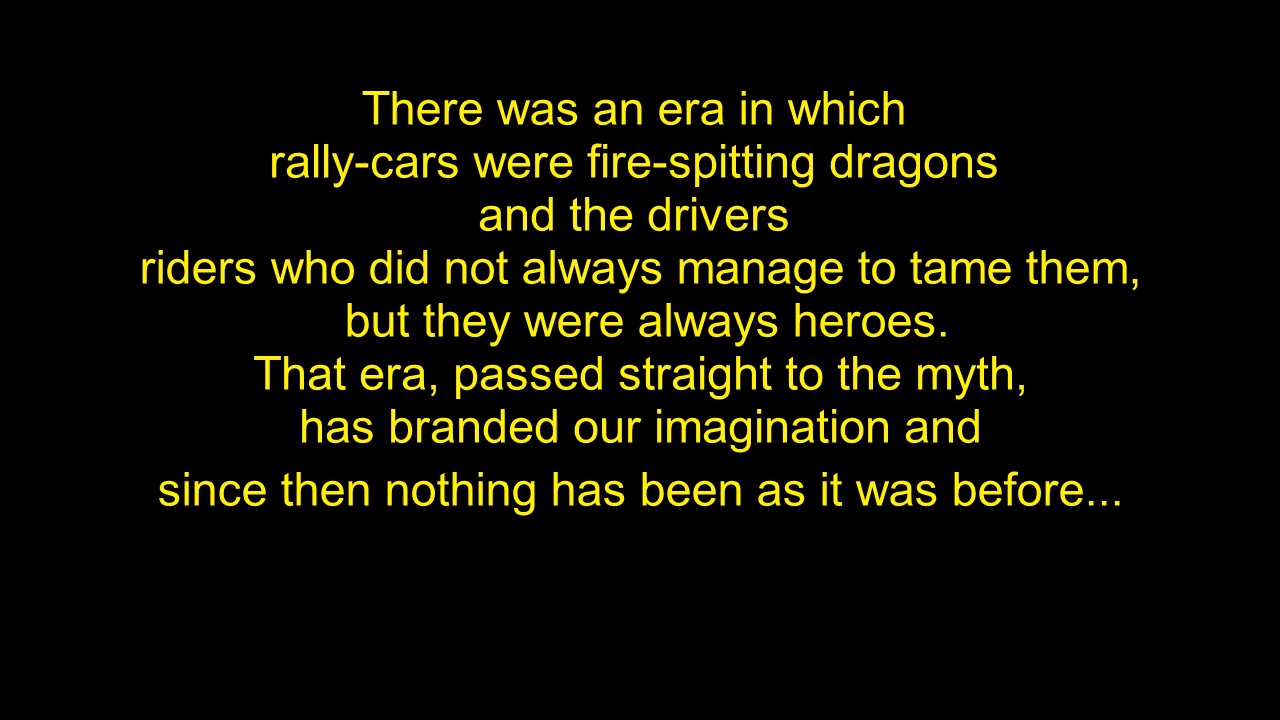 There was an era in which
rally-cars were fire-spitting dragons
and the drivers
riders who did not always manage to tame them,
but they were always heroes.
That era, passed straight to the myth,
has branded our imagination and
since then nothing has been as it was before...